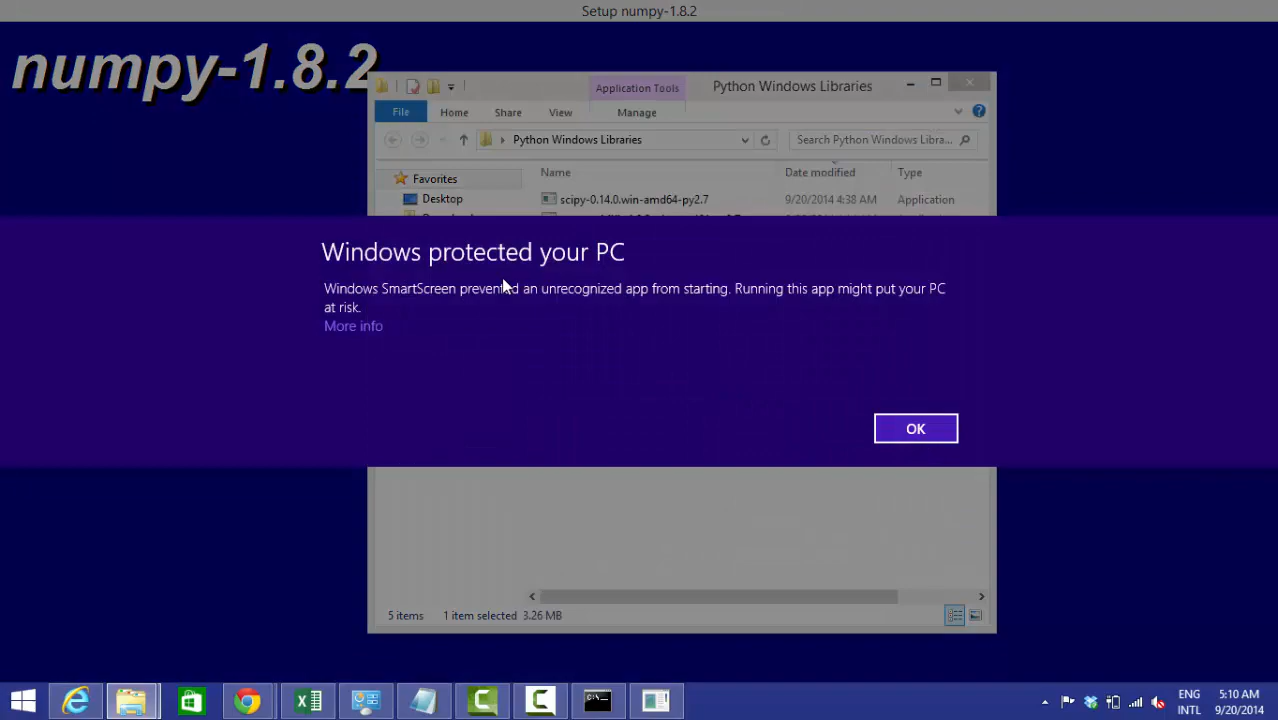 Setup numpy-1.8.2
numpy-1.8.2
Application Tools
Python Windows Libraries
File
Home
Share
View
Manage
Python Windows Libraries
Search Python Windows Libra...
Favorites
Name
Date modified
Type
Desktop
scipy-0.14.0.win-amd64-py2.7
9/20/2014 4:38 AM
Application
Windows protected your PC
Windows SmartScreen prevented an unrecognized app from starting. Running this app might put your PC
at risk.
More info
OK
5 items
1 item selected 3.26 MB
ENG
INTL
5:10 AM
9/20/2014